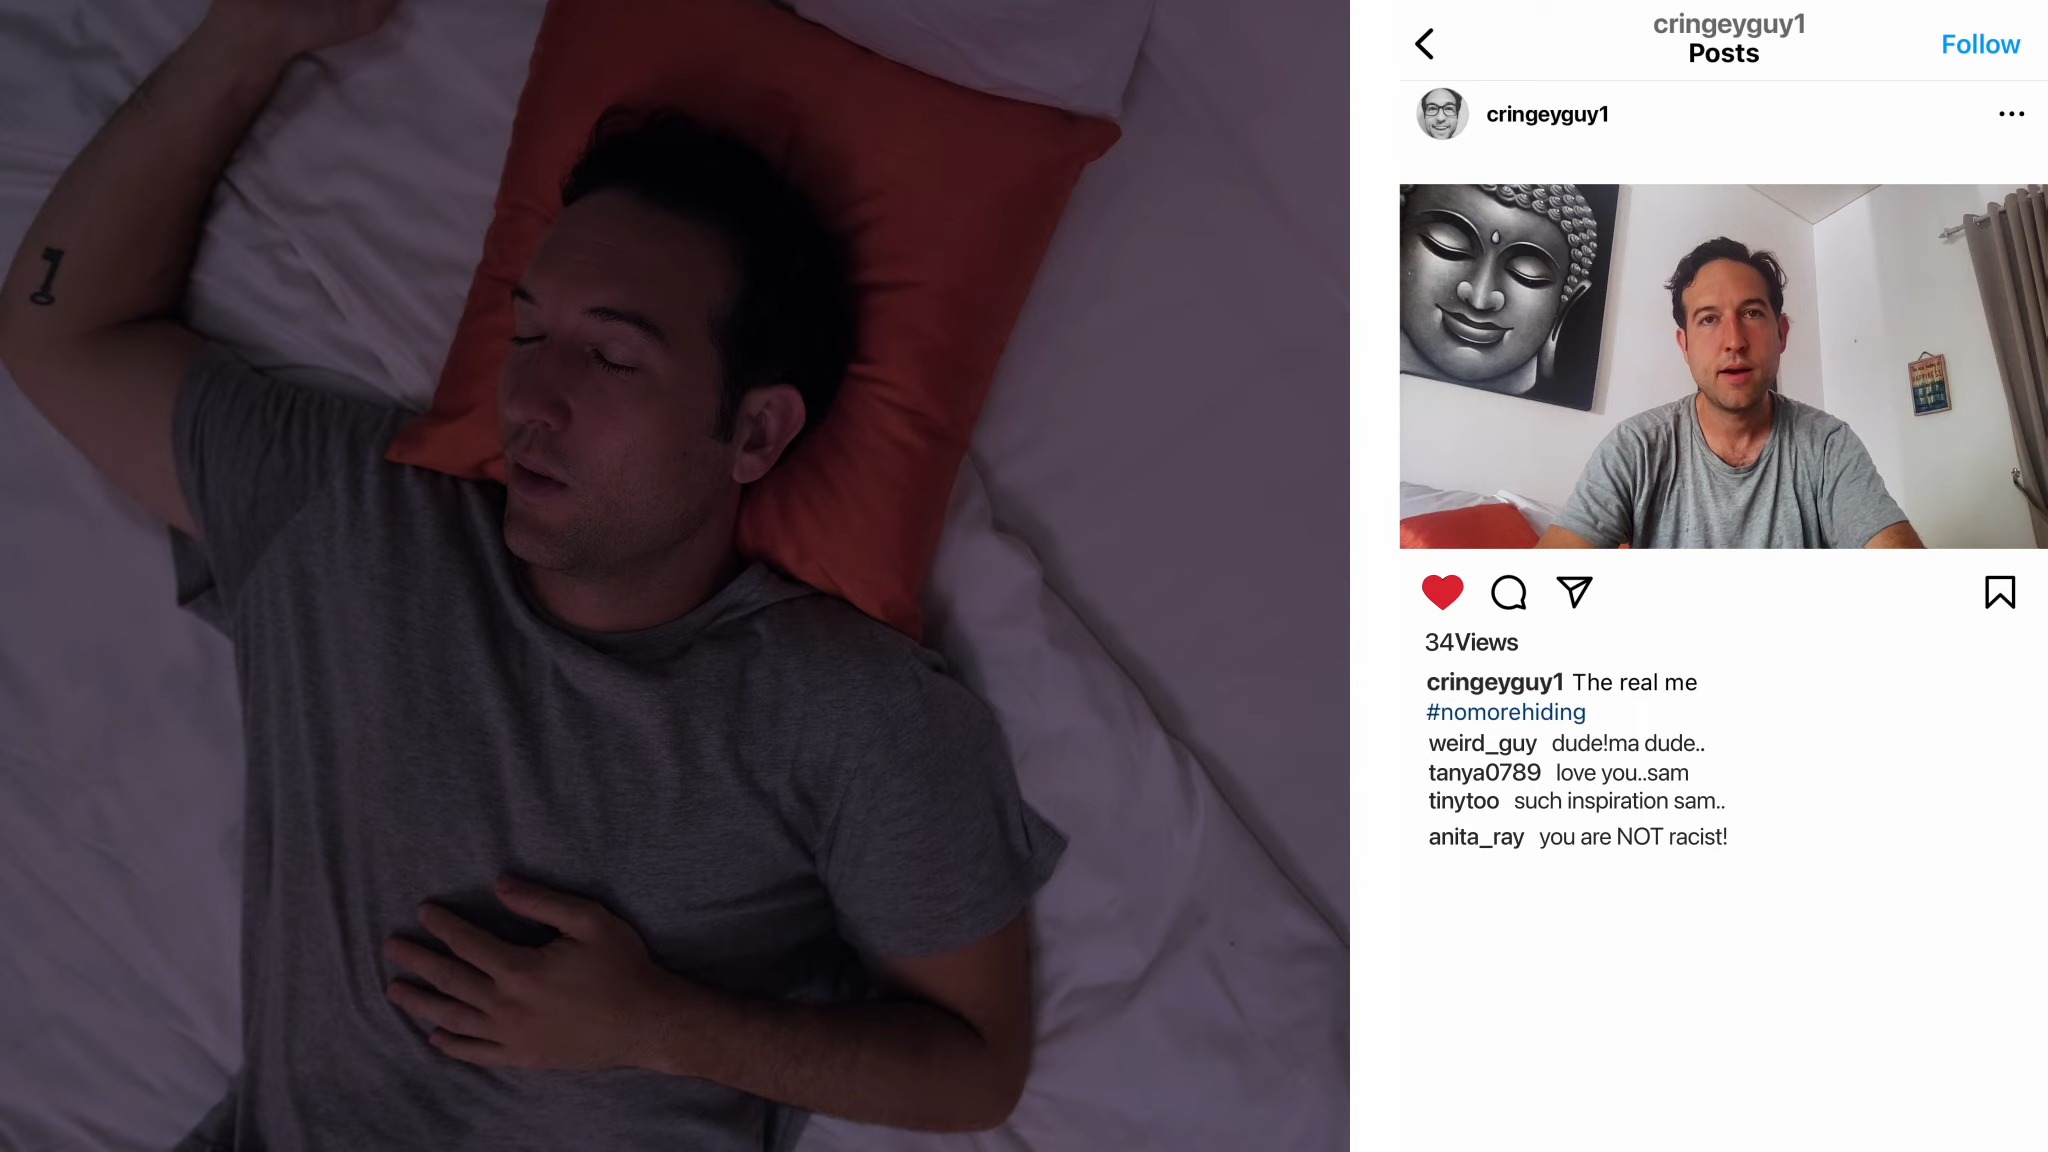 cringeyguy1
Posts
Follow
cringeyguy1
34Views
cringeyguy1 The real me
#nomorehiding
weird_guy dude!ma dude..
tanya0789 love you..sam
tinytoo such inspiration sam..
anita_ray you are NOT racist!